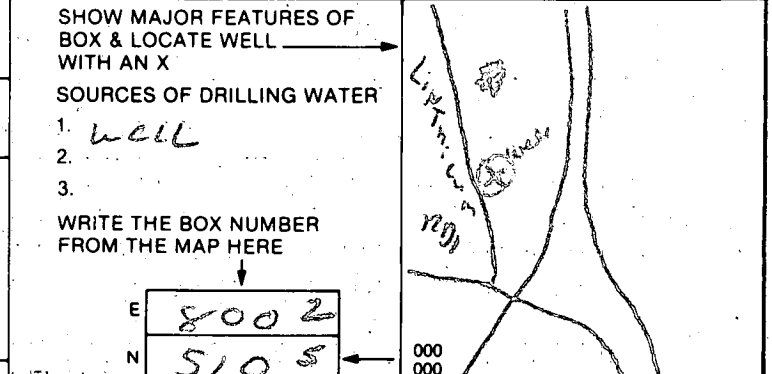 SHOW MAJOR FEATURES OF
BOX & LOCATE WELL
WITH AN X
SOURCES OF DRILLING WATER
1. well
2.
3.
WRITE THE BOX NUMBER
FROM THE MAP HERE
E 8002
N 5105
000
000
X
Rd